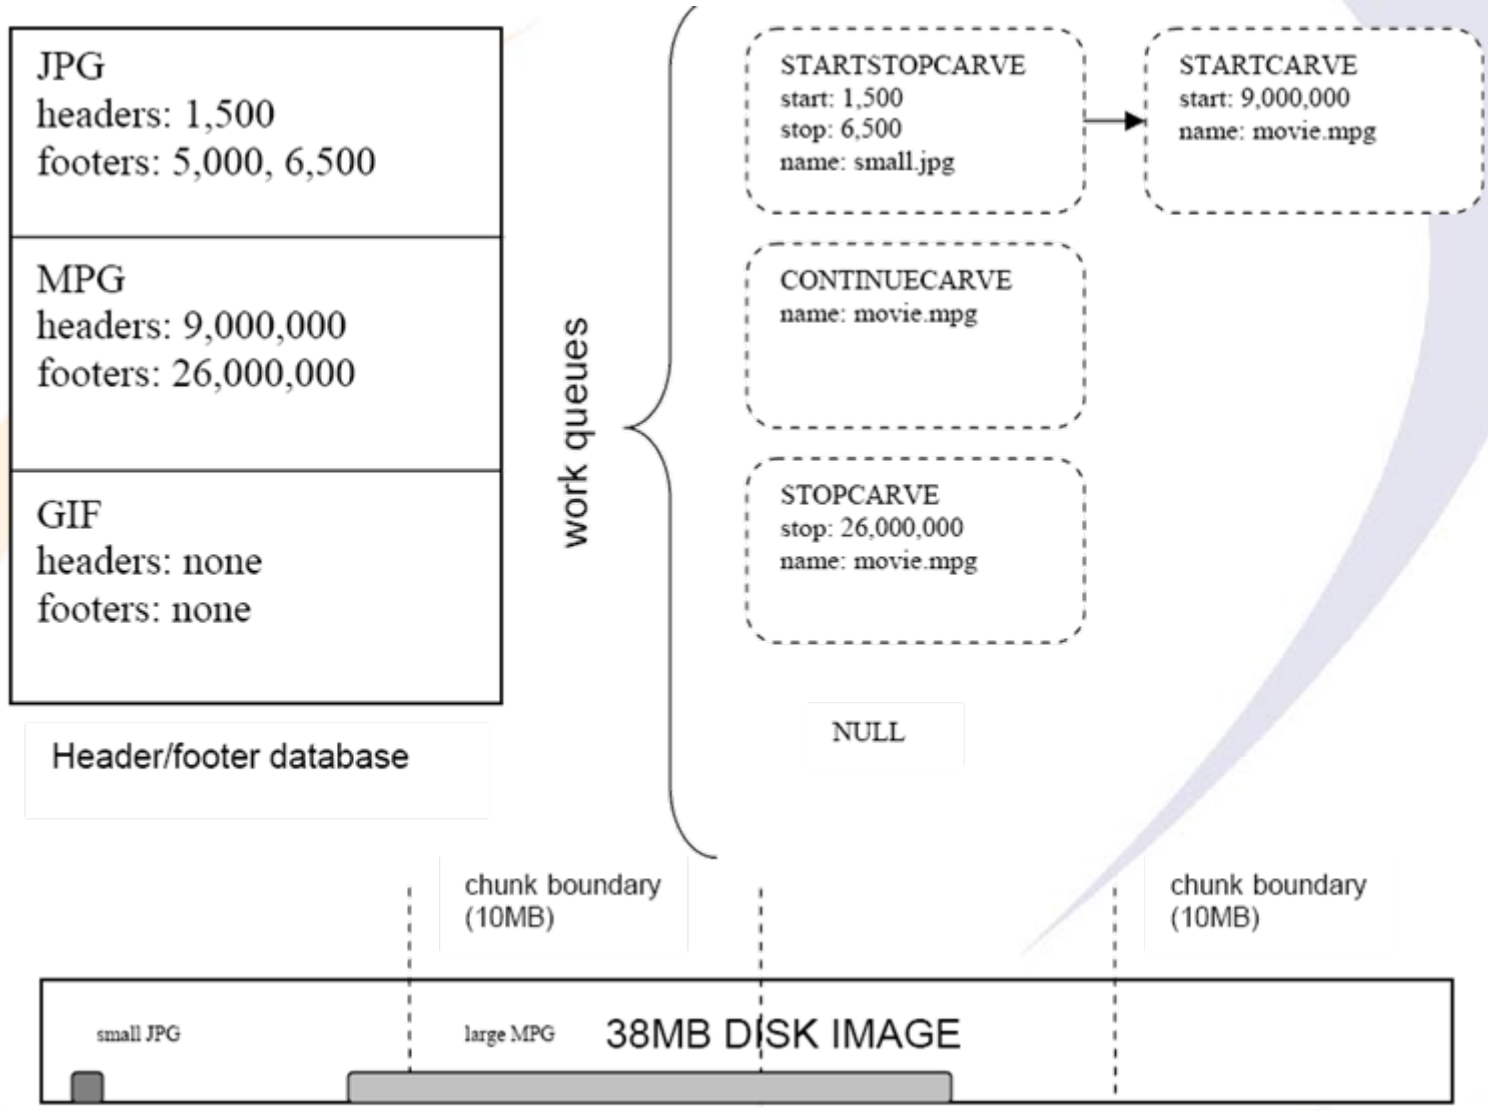 JPG
headers: 1,500
footers: 5,000, 6,500
MPG
headers: 9,000,000
footers: 26,000,000
GIF
headers: none
footers: none
Header/footer database
work queues
STARTSTOPCARVE
start: 1,500
stop: 6,500
name: small.jpg
STARTCARVE
start: 9,000,000
name: movie.mpg
CONTINUECARVE
name: movie.mpg
STOPCARVE
stop: 26,000,000
name: movie.mpg
NULL
chunk boundary
(10MB)
chunk boundary
(10MB)
small JPG
large MPG
38MB DISK IMAGE